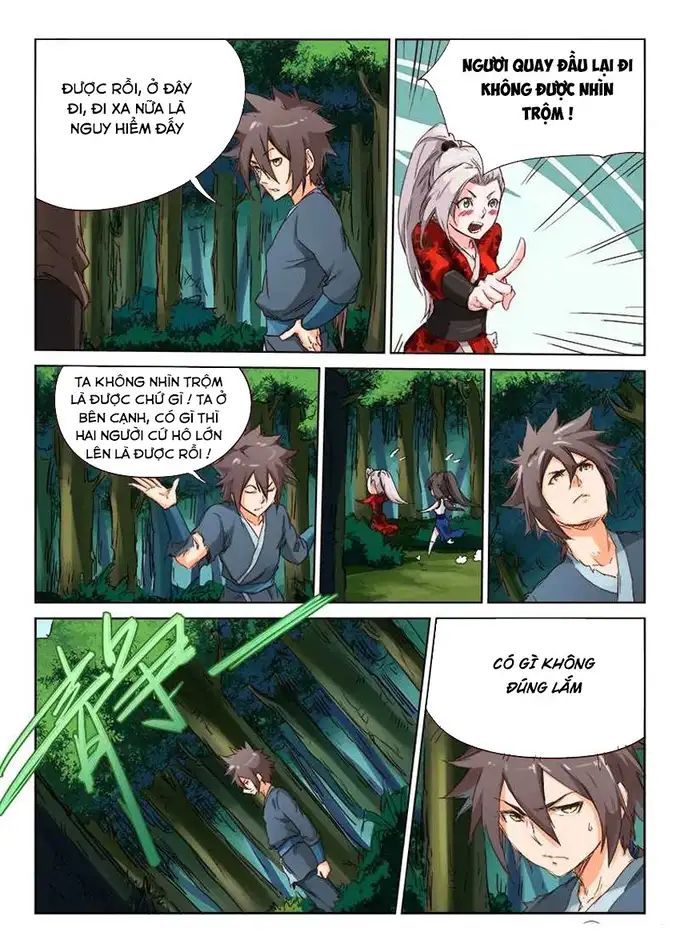 ĐƯỢC RỒI, Ở ĐÂY
ĐI, ĐI XA NỮA LÀ
NGUY HIỂM ĐẤY
NGƯƠI QUAY ĐẦU LẠI ĐI
KHÔNG ĐƯỢC NHÌN
TRỘM !
TA KHÔNG NHÌN TRỘM
LÀ ĐƯỢC CHỨ GÌ ! TA Ở
BÊN CẠNH, CÓ GÌ THÌ
HAI NGƯỜI CỨ HÔ LỚN
LÊN LÀ ĐƯỢC RỒI !
CÓ GÌ KHÔNG
ĐÚNG LẮM